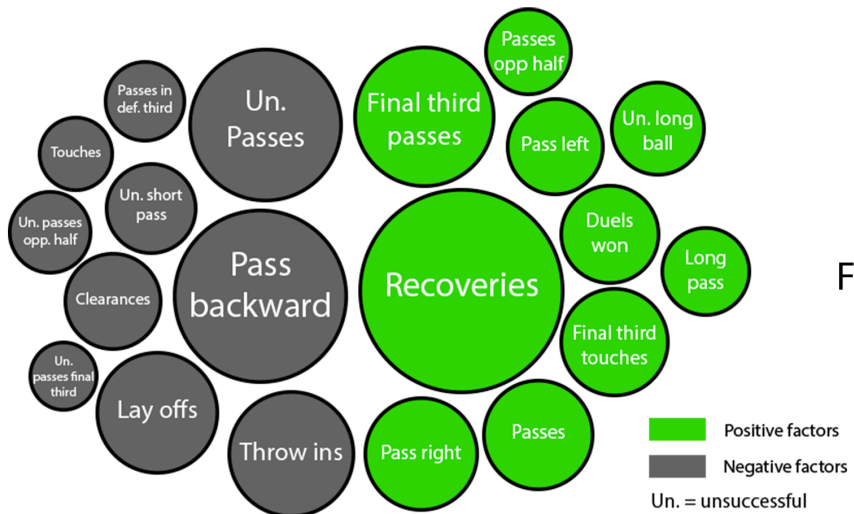 Passes
opp half
Passes in
def. third
Un.
Passes
Final third
passes
Un. long
ball
Pass left
Touches
Un. short
pass
Un. passes
opp. half
Duels
won
Pass
backward
Recoveries
Long
pass
F
Clearances
Final third
touches
Un.
passes final
third
Lay offs
Throw ins
Pass right
Passes
Positive factors
Negative factors
Un. = unsuccessful